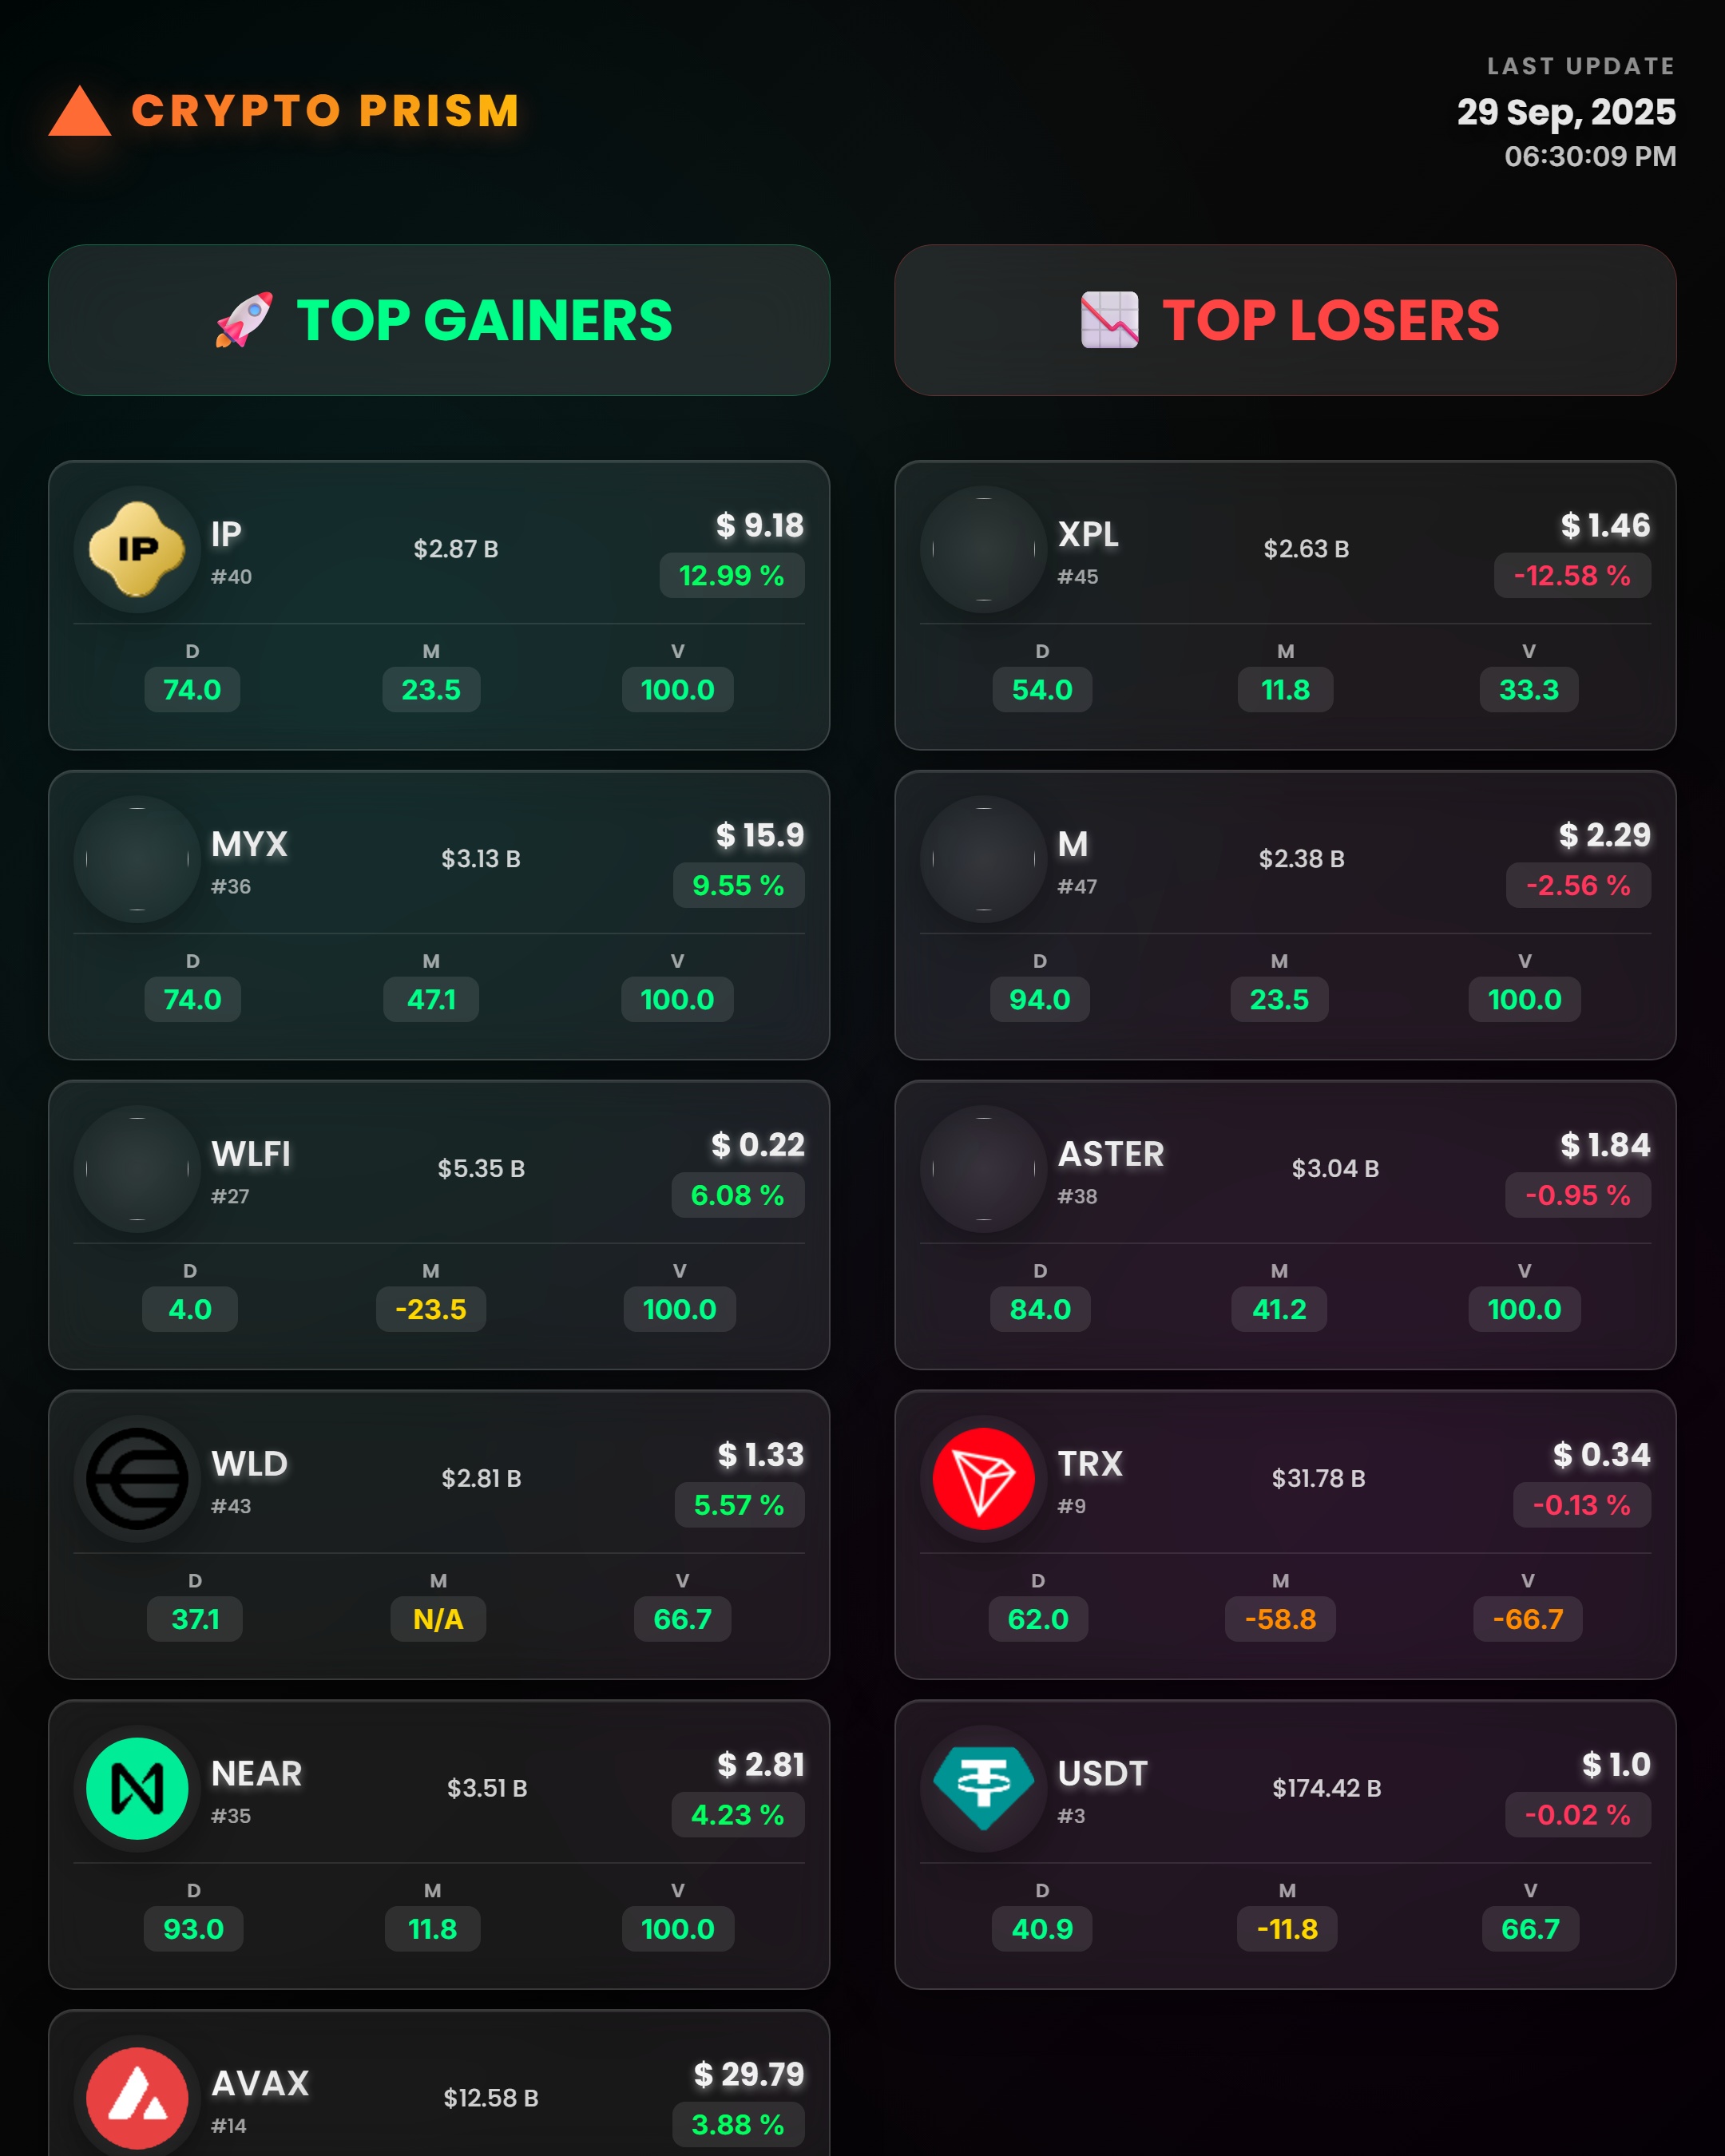 CRYPTO PRISM
LAST UPDATE
29 Sep, 2025
06:30:09 PM
TOP GAINERS
IP
#40
$2.87 B
$ 9.18
12.99 %
D M V
74.0 23.5 100.0
MYX
#36
$3.13 B
$ 15.9
9.55 %
D M V
74.0 47.1 100.0
WLFI
#27
$5.35 B
$ 0.22
6.08 %
D M V
4.0 -23.5 100.0
WLD
#43
$2.81 B
$ 1.33
5.57 %
D M V
37.1 N/A 66.7
NEAR
#35
$3.51 B
$ 2.81
4.23 %
D M V
93.0 11.8 100.0
AVAX
#14
$12.58 B
$ 29.79
3.88 %
TOP LOSERS
XPL
#45
$2.63 B
$ 1.46
-12.58 %
D M V
54.0 11.8 33.3
M
#47
$2.38 B
$ 2.29
-2.56 %
D M V
94.0 23.5 100.0
ASTER
#38
$3.04 B
$ 1.84
-0.95 %
D M V
84.0 41.2 100.0
TRX
#9
$31.78 B
$ 0.34
-0.13 %
D M V
62.0 -58.8 -66.7
USDT
#3
$174.42 B
$ 1.0
-0.02 %
D M V
40.9 -11.8 66.7